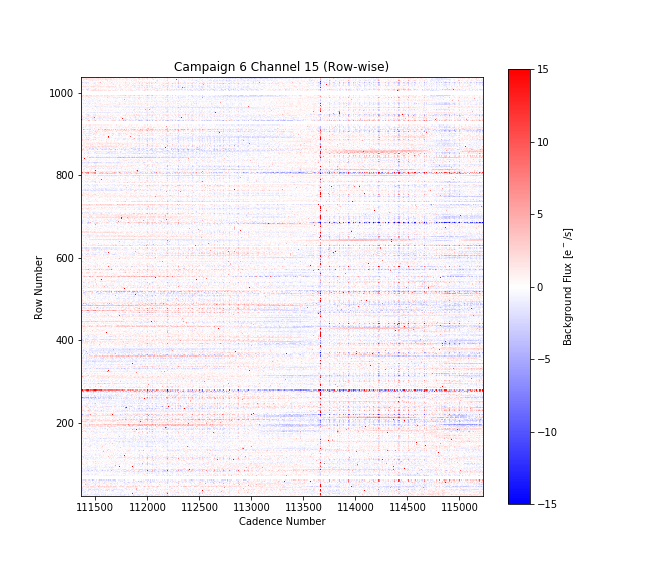 Campaign 6 Channel 15 (Row-wise)
1000
800
600
400
200
Row Number
111500 112000 112500 113000 113500 114000 114500 115000
Cadence Number
15
10
5
0
−5
−10
−15
Background Flux [e⁻/s]